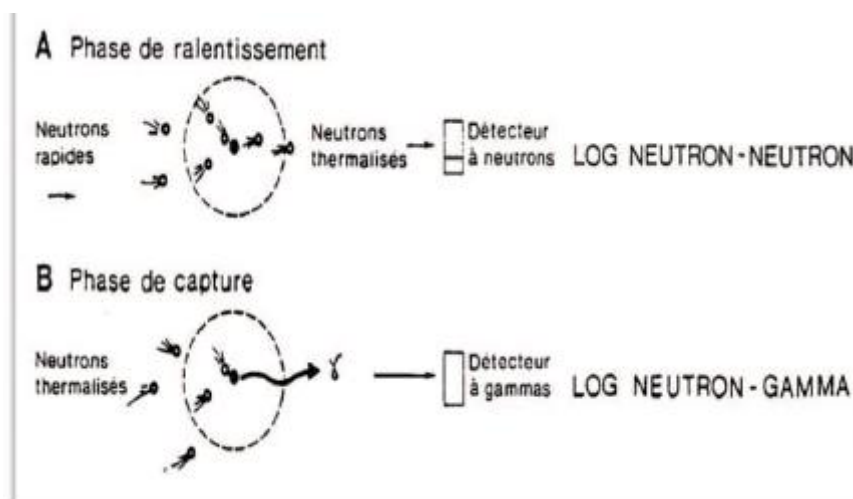 A Phase de ralentissement
Neutrons
rapides
Neutrons
thermalisés
Détecteur
à neutrons
LOG NEUTRON-NEUTRON
B Phase de capture
Neutrons
thermalisés
γ
Détecteur
à gammas
LOG NEUTRON-GAMMA